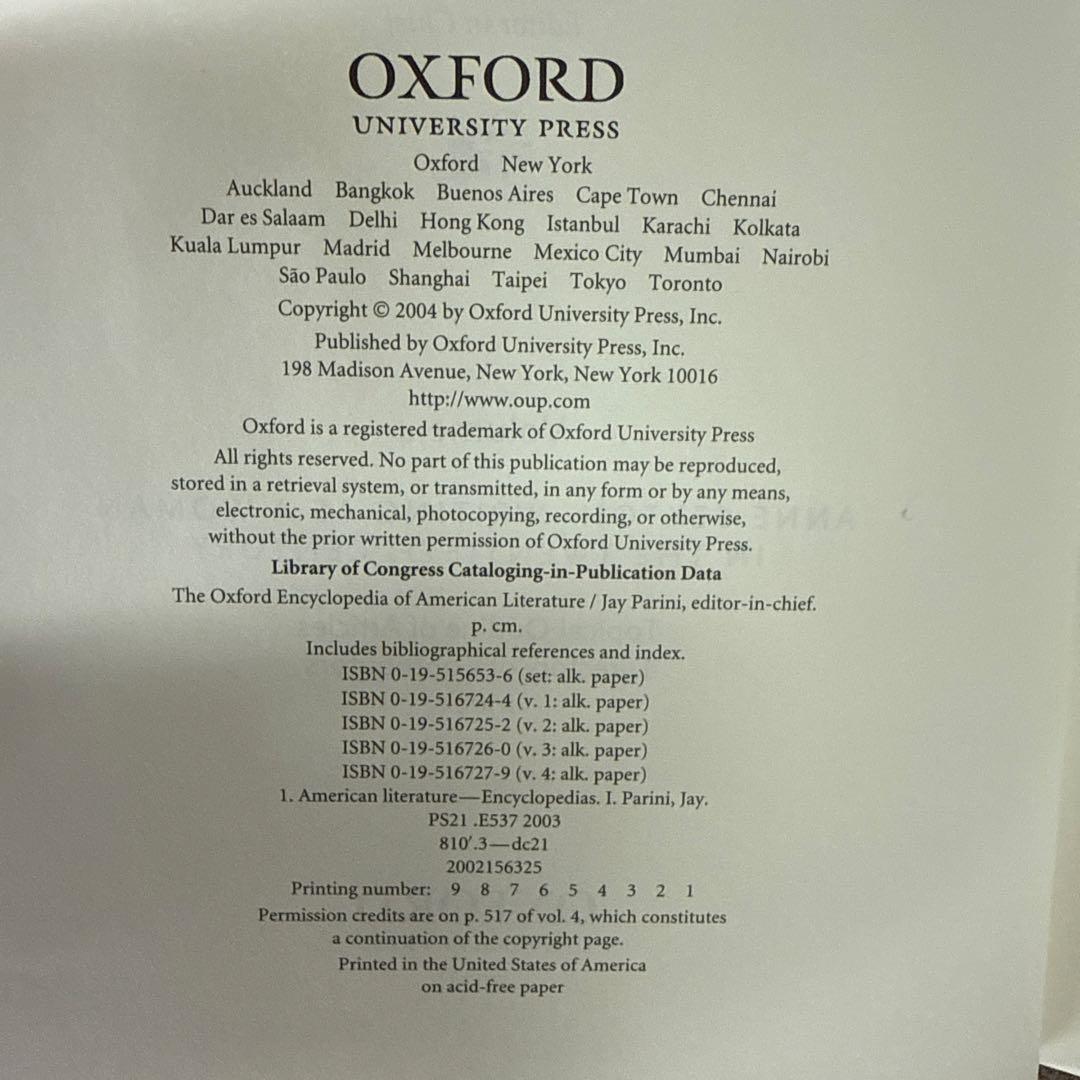 OXFORD
UNIVERSITY PRESS
Oxford New York
Auckland Bangkok Buenos Aires Cape Town Chennai
Dar es Salaam Delhi Hong Kong Istanbul Karachi Kolkata
Kuala Lumpur Madrid Melbourne Mexico City Mumbai Nairobi
São Paulo Shanghai Taipei Tokyo Toronto
Copyright © 2004 by Oxford University Press, Inc.
Published by Oxford University Press, Inc.
198 Madison Avenue, New York, New York 10016
http://www.oup.com
Oxford is a registered trademark of Oxford University Press
All rights reserved. No part of this publication may be reproduced,
stored in a retrieval system, or transmitted, in any form or by any means,
electronic, mechanical, photocopying, recording, or otherwise,
without the prior written permission of Oxford University Press.
Library of Congress Cataloging-in-Publication Data
The Oxford Encyclopedia of American Literature / Jay Parini, editor-in-chief.
p. cm.
Includes bibliographical references and index.
ISBN 0-19-515653-6 (set: alk. paper)
ISBN 0-19-516724-4 (v. 1: alk. paper)
ISBN 0-19-516725-2 (v. 2: alk. paper)
ISBN 0-19-516726-0 (v. 3: alk. paper)
ISBN 0-19-516727-9 (v. 4: alk. paper)
1. American literature—Encyclopedias. I. Parini, Jay.
PS21 .E537 2003
810′.3—dc21
2002156325
Printing number: 9 8 7 6 5 4 3 2 1
Permission credits are on p. 517 of vol. 4, which constitutes
a continuation of the copyright page.
Printed in the United States of America
on acid-free paper